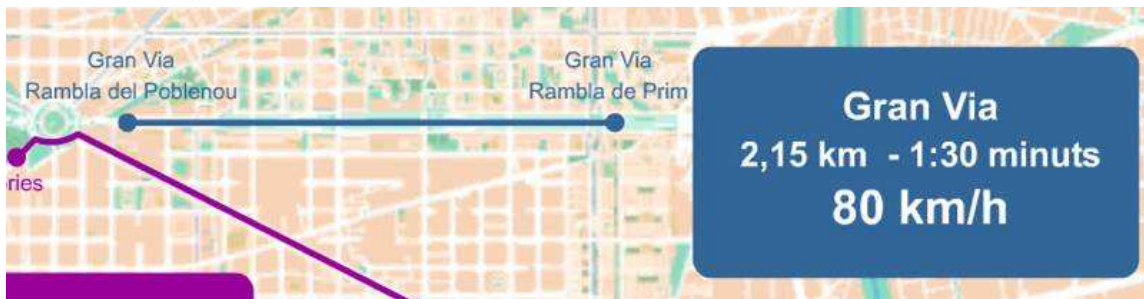 Gran Via
Rambla del Poblenou
Gran Via
Rambla de Prim
Gran Via
2,15 km - 1:30 minuts
80 km/h
ries